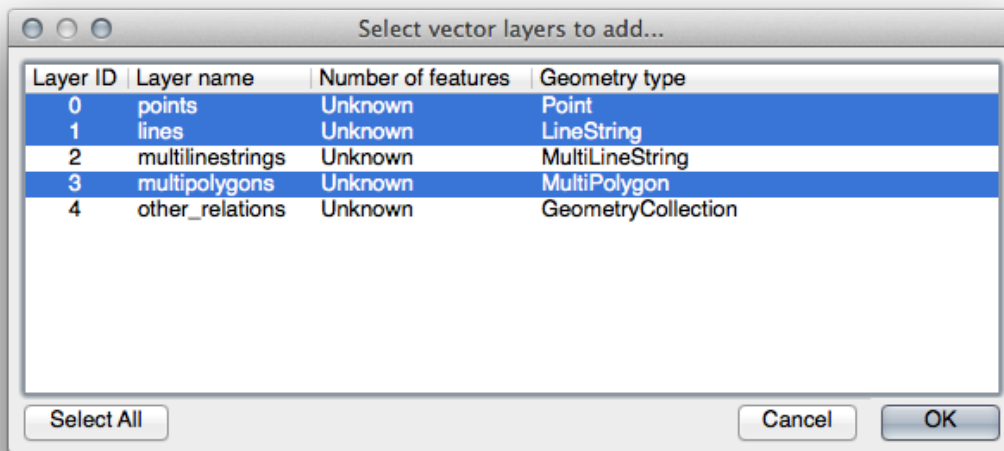 Select vector layers to add...
Layer ID Layer name Number of features Geometry type
0 points Unknown Point
1 lines Unknown LineString
2 multilinestrings Unknown MultiLineString
3 multipolygons Unknown MultiPolygon
4 other_relations Unknown GeometryCollection
Select All Cancel OK